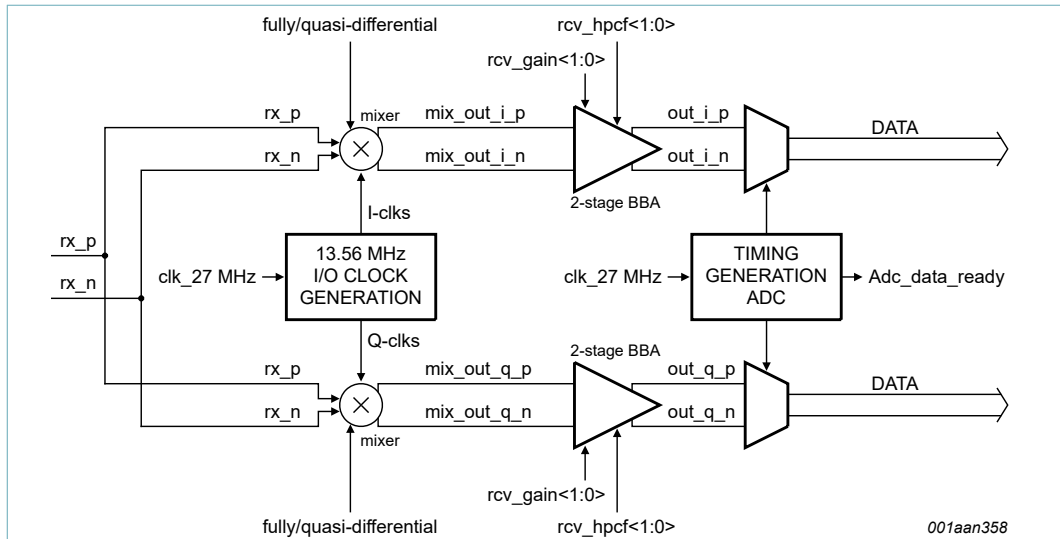 fully/quasi-differential
rcv_hpcf<1:0>
rcv_gain<1:0>
rx_p
mixer
mix_out_i_p
out_i_p
DATA
rx_n
mix_out_i_n
out_i_n
2-stage BBA
I-clks
rx_p
rx_n
clk_27 MHz
13.56 MHz
I/O CLOCK
GENERATION
clk_27 MHz
TIMING
GENERATION
ADC
Adc_data_ready
Q-clks
2-stage BBA
rx_p
mix_out_q_p
out_q_p
DATA
rx_n
mix_out_q_n
out_q_n
mixer
rcv_gain<1:0>
fully/quasi-differential
rcv_hpcf<1:0>
001aan358